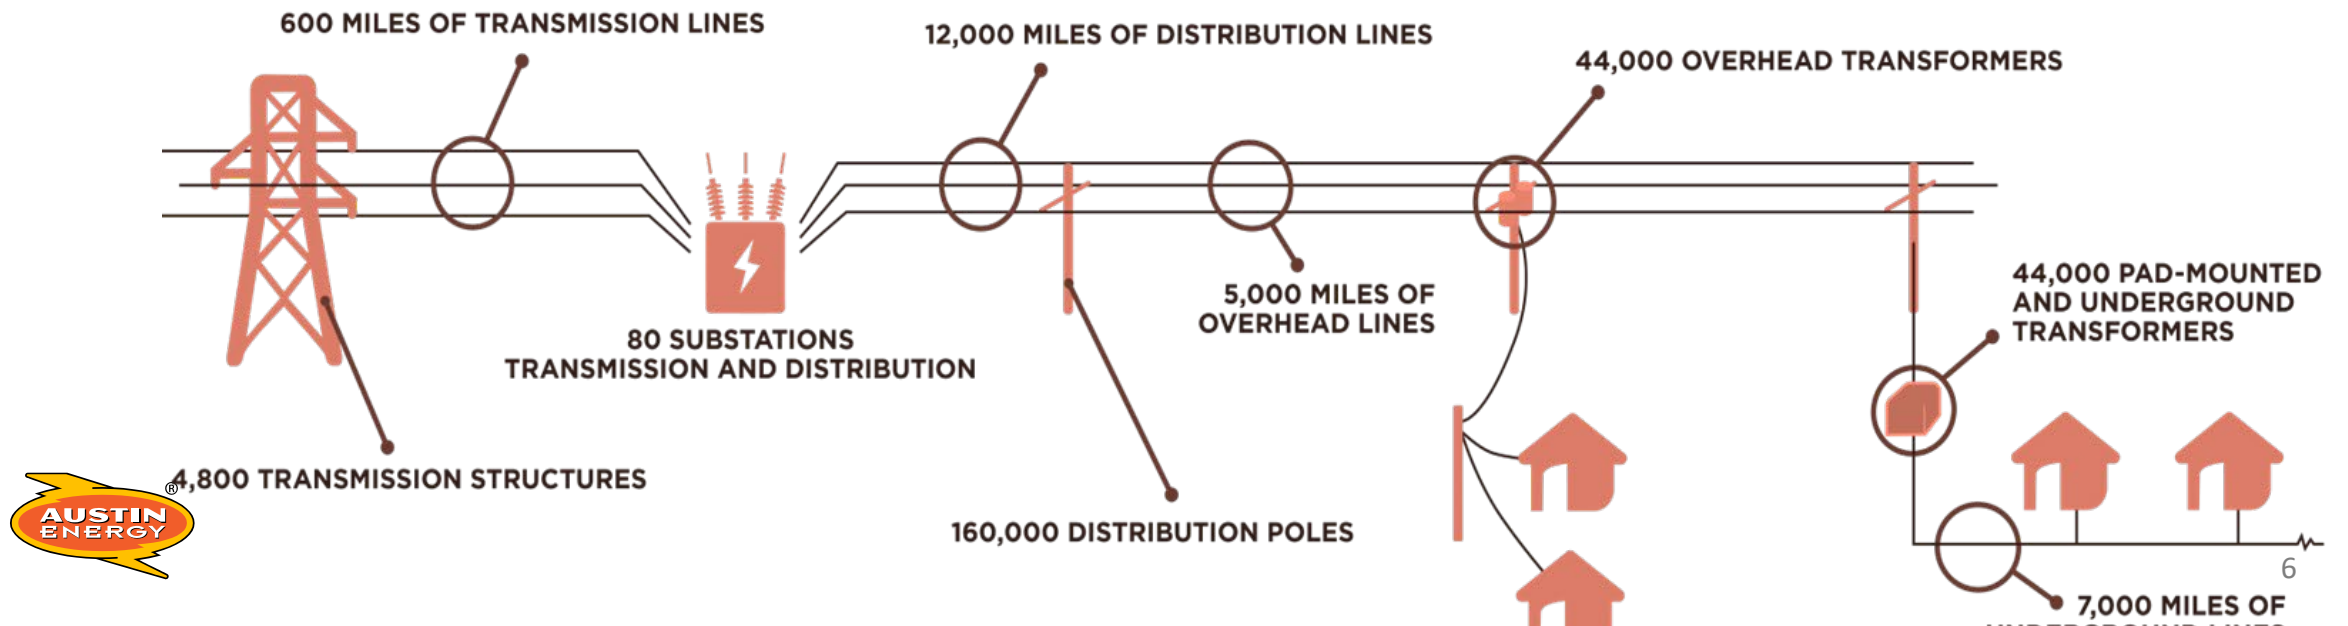 600 MILES OF TRANSMISSION LINES
12,000 MILES OF DISTRIBUTION LINES
44,000 OVERHEAD TRANSFORMERS
5,000 MILES OF
OVERHEAD LINES
44,000 PAD-MOUNTED
AND UNDERGROUND
TRANSFORMERS
80 SUBSTATIONS
TRANSMISSION AND DISTRIBUTION
4,800 TRANSMISSION STRUCTURES
160,000 DISTRIBUTION POLES
AUSTIN
ENERGY
®
6
7,000 MILES OF